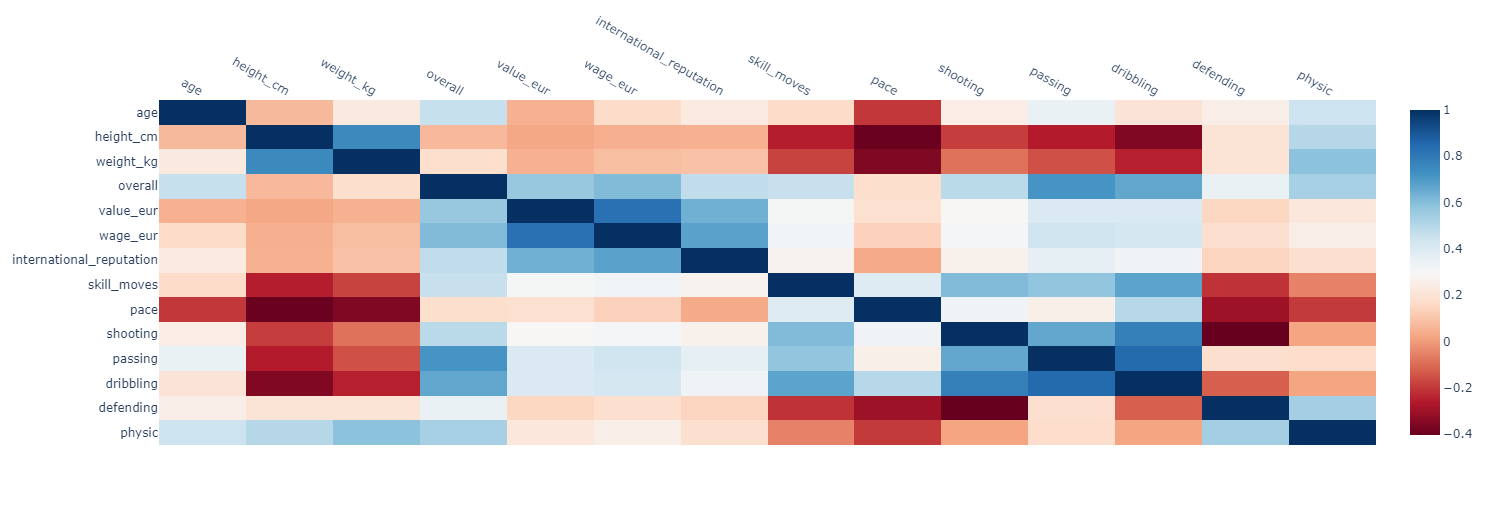 age
height_cm
weight_kg
overall
value_eur
wage_eur
international_reputation
skill_moves
pace
shooting
passing
dribbling
defending
physic
age
height_cm
weight_kg
overall
value_eur
wage_eur
international_reputation
skill_moves
pace
shooting
passing
dribbling
defending
physic
1
0.8
0.6
0.4
0.2
0
−0.2
−0.4